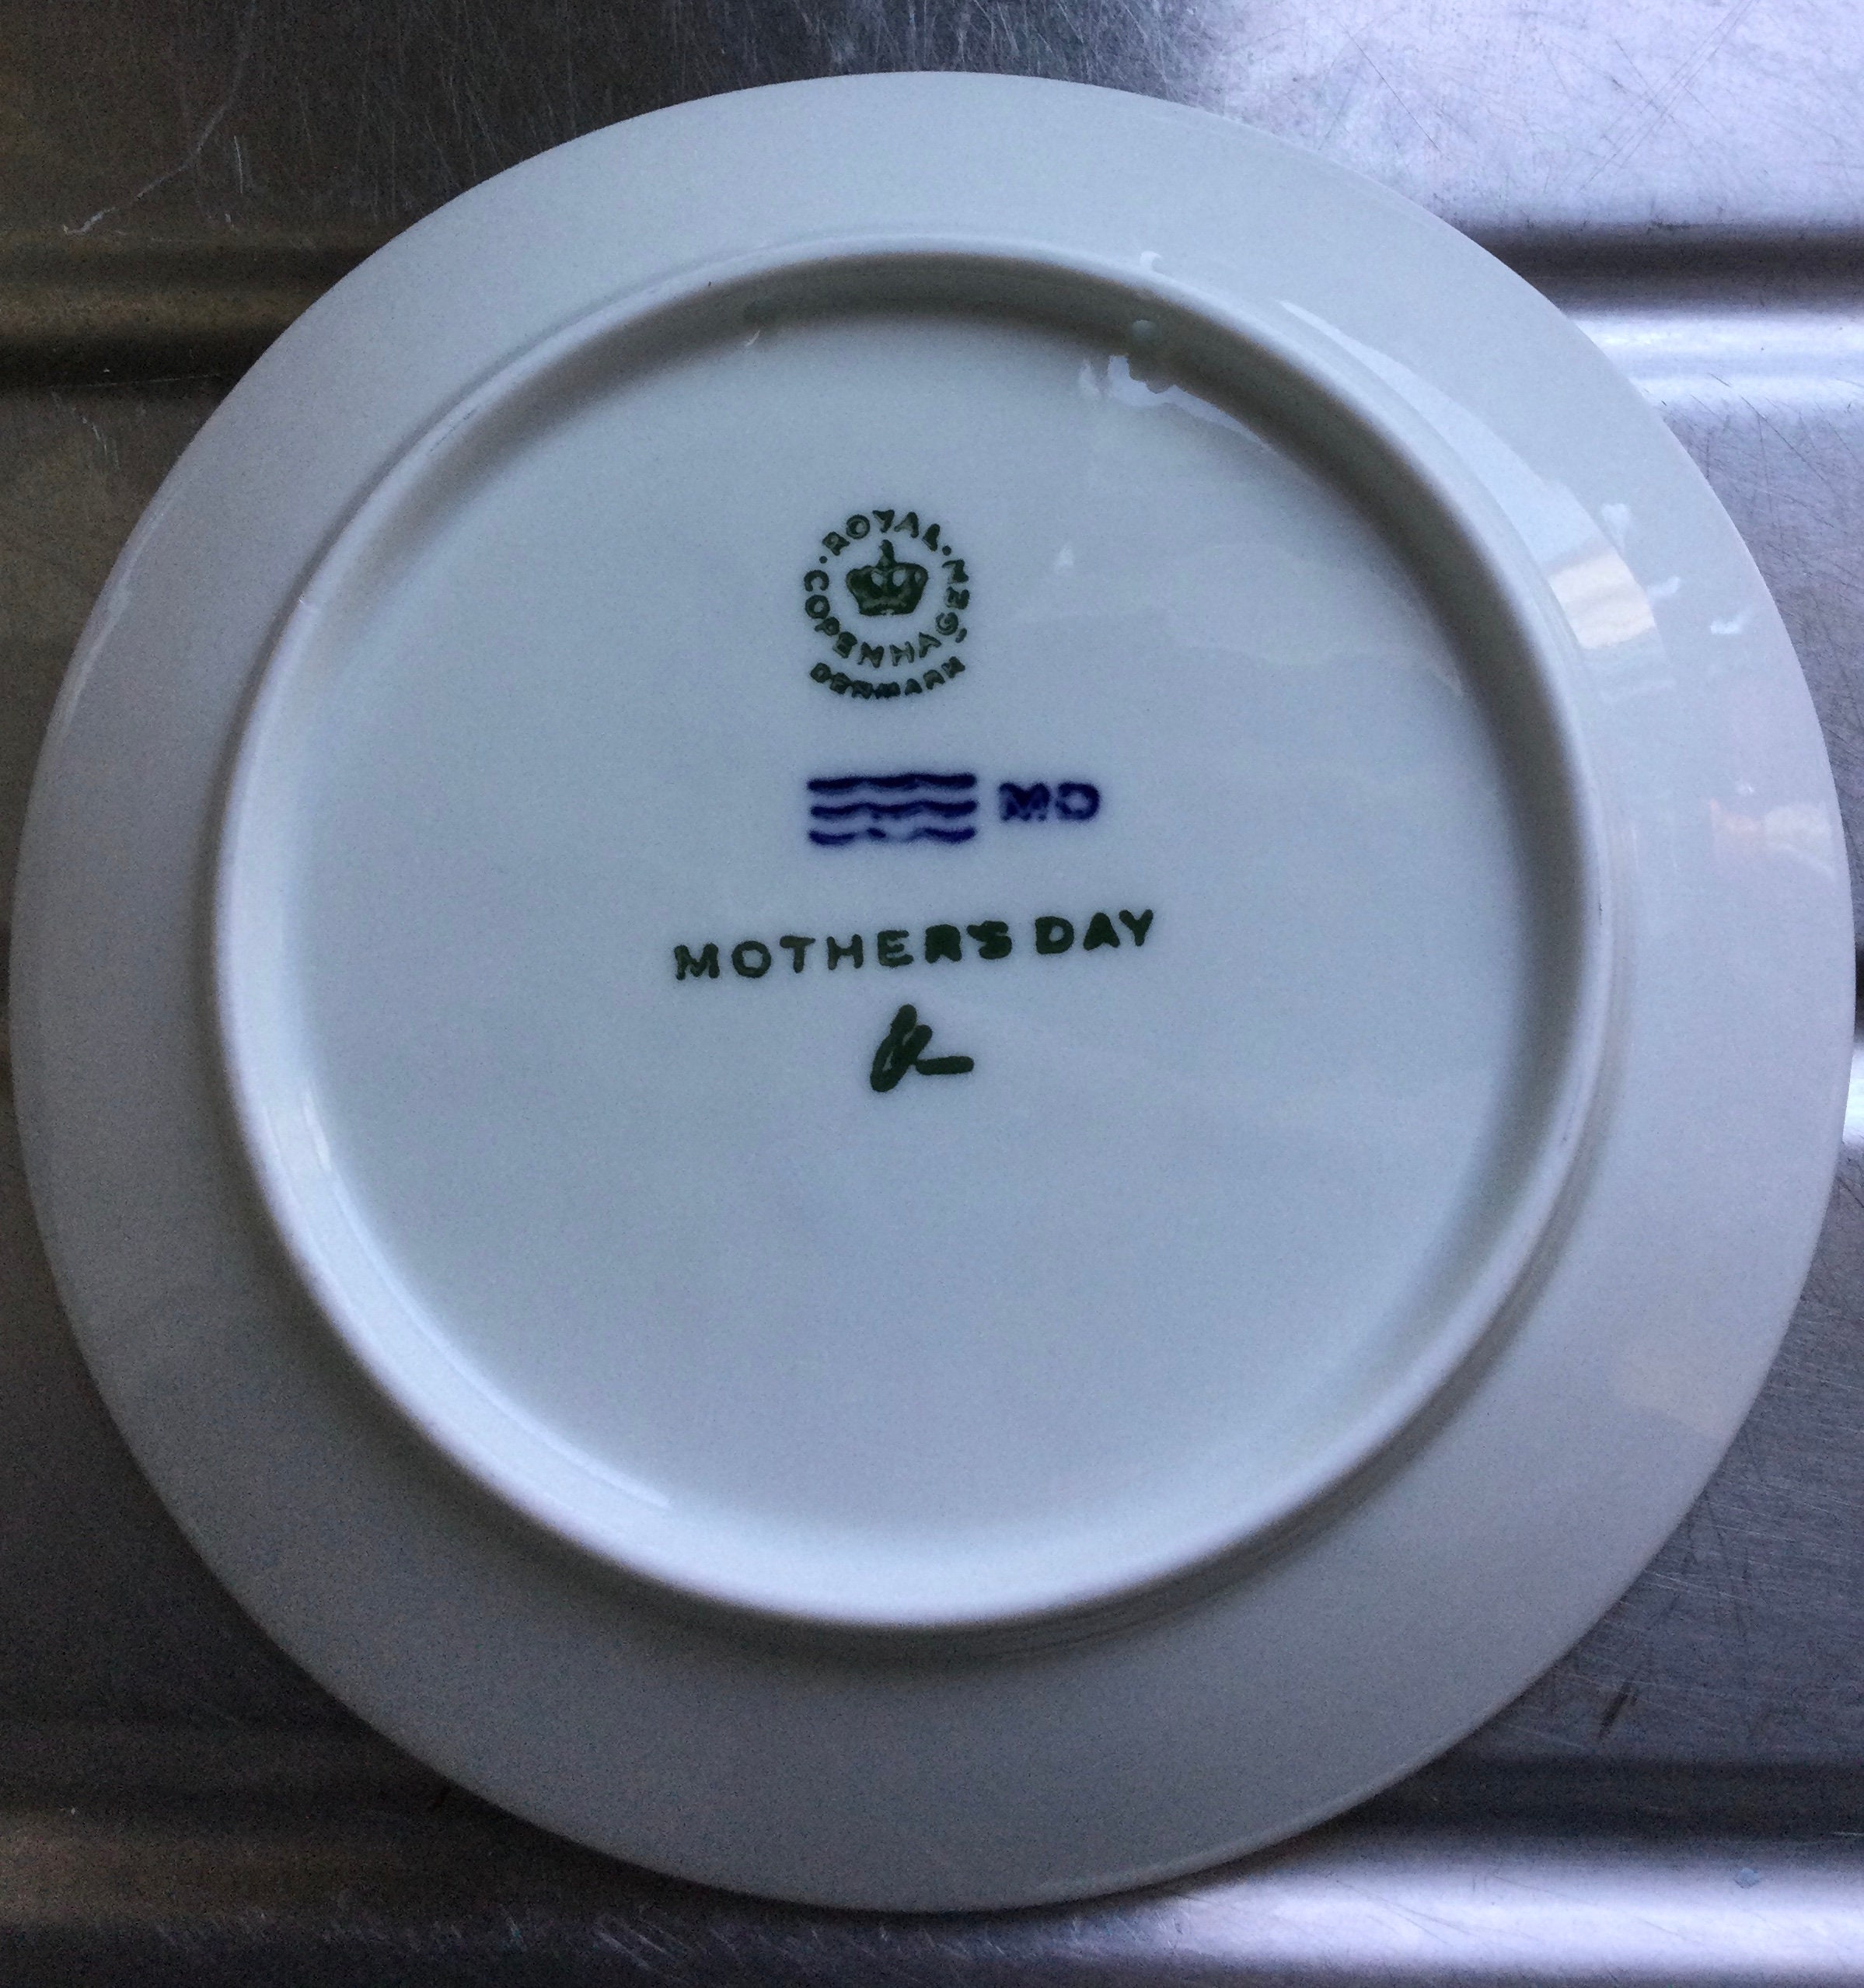 ROYAL
COPENHAGEN
DENMARK
MD
MOTHER'S DAY